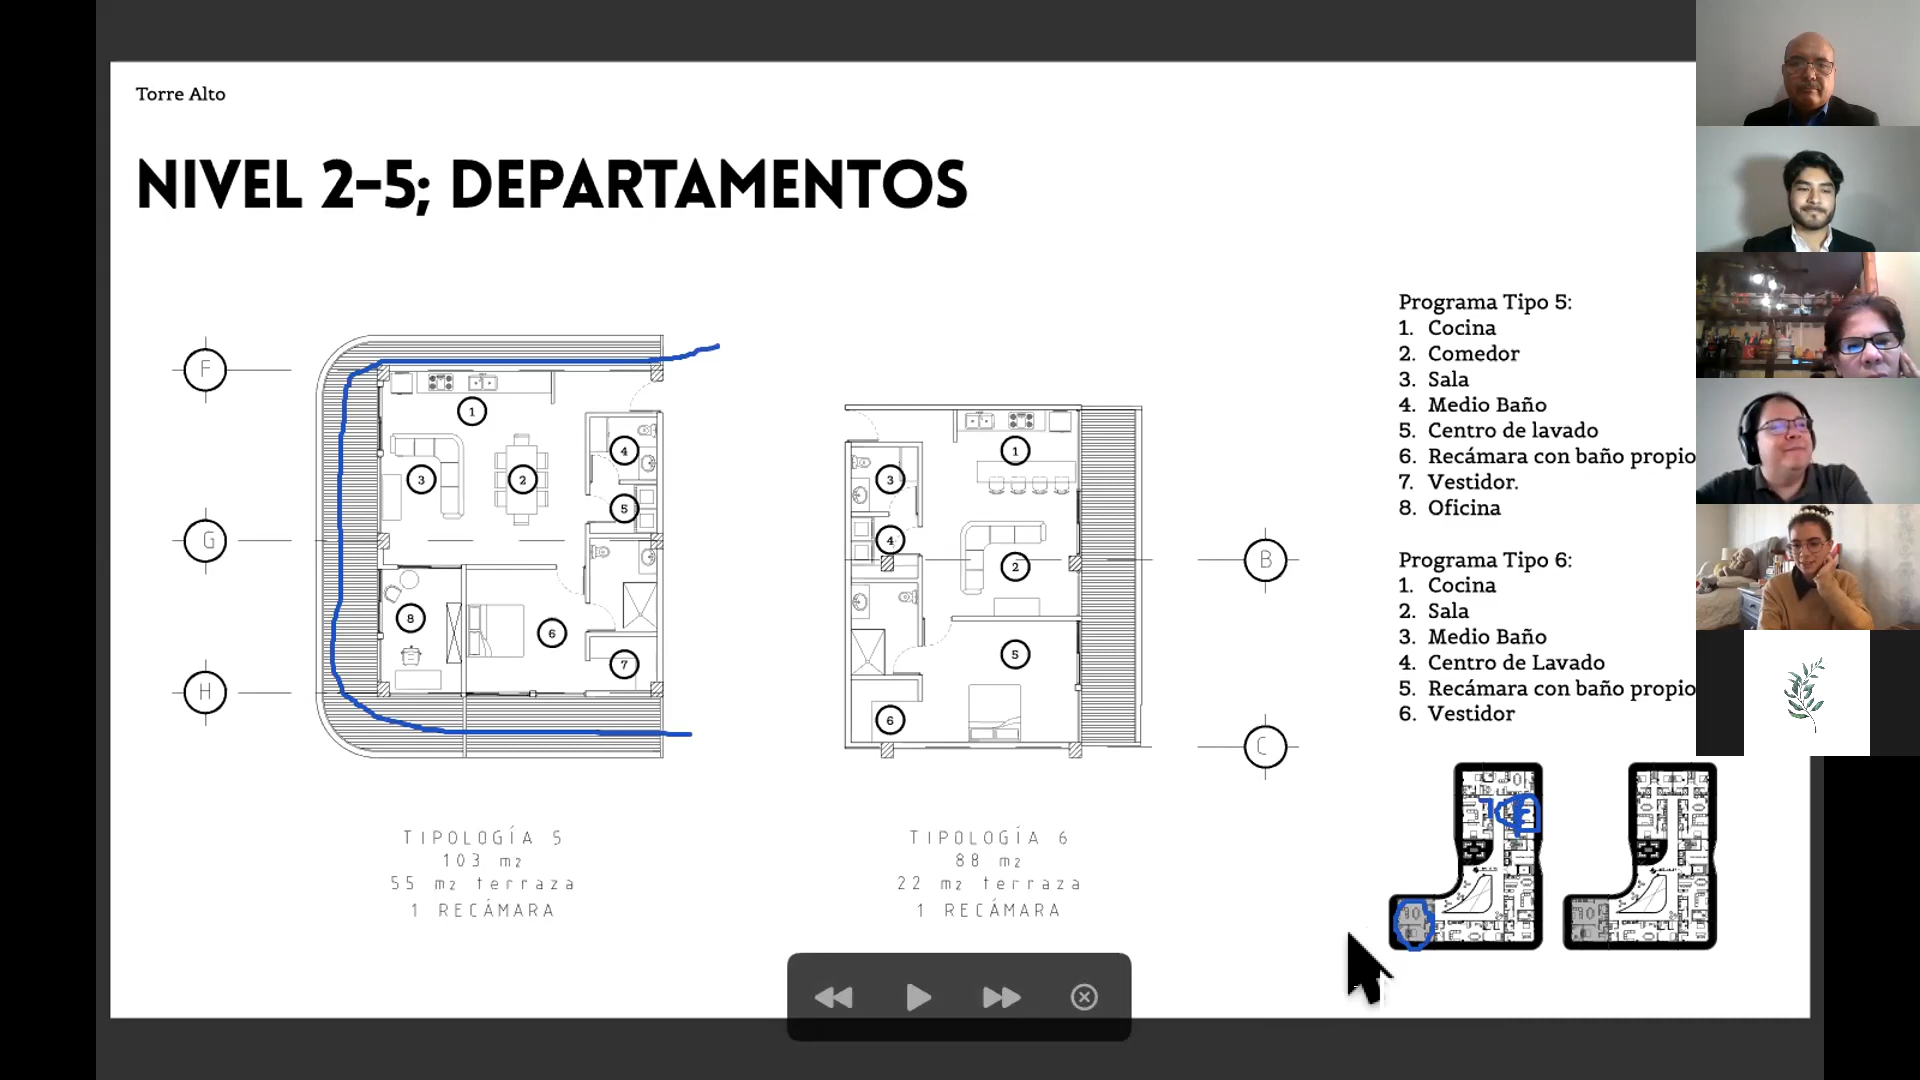 Torre Alto
NIVEL 2-5; DEPARTAMENTOS
F
G
H
1
2
3
4
5
6
7
8
TIPOLOGÍA 5
103 m2
55 m2 terraza
1 RECÁMARA
1
2
3
4
5
6
B
C
TIPOLOGÍA 6
88 m2
22 m2 terraza
1 RECÁMARA
Programa Tipo 5:
1. Cocina
2. Comedor
3. Sala
4. Medio Baño
5. Centro de lavado
6. Recámara con baño propio
7. Vestidor.
8. Oficina
Programa Tipo 6:
1. Cocina
2. Sala
3. Medio Baño
4. Centro de Lavado
5. Recámara con baño propio
6. Vestidor